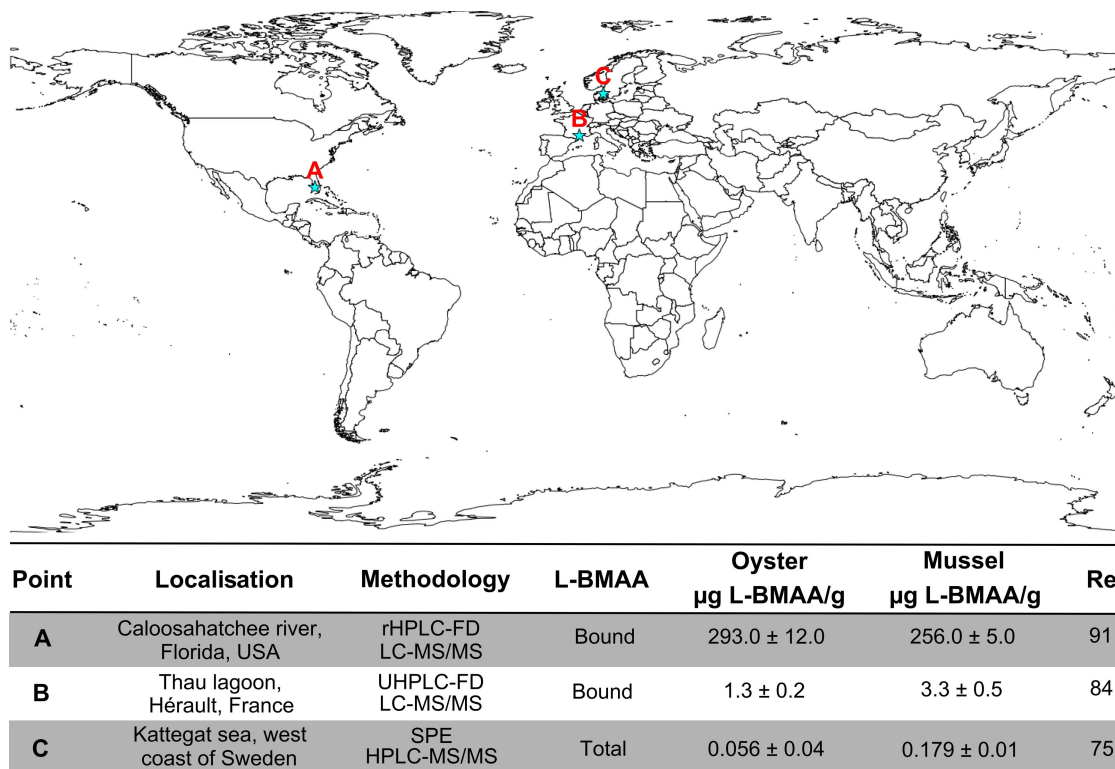 C
B
A
Point Localisation Methodology L-BMAA Oyster µg L-BMAA/g Mussel µg L-BMAA/g Re
A Caloosahatchee river, Florida, USA rHPLC-FD LC-MS/MS Bound 293.0 ± 12.0 256.0 ± 5.0 91
B Thau lagoon, Hérault, France UHPLC-FD LC-MS/MS Bound 1.3 ± 0.2 3.3 ± 0.5 84
C Kattegat sea, west coast of Sweden SPE HPLC-MS/MS Total 0.056 ± 0.04 0.179 ± 0.01 75